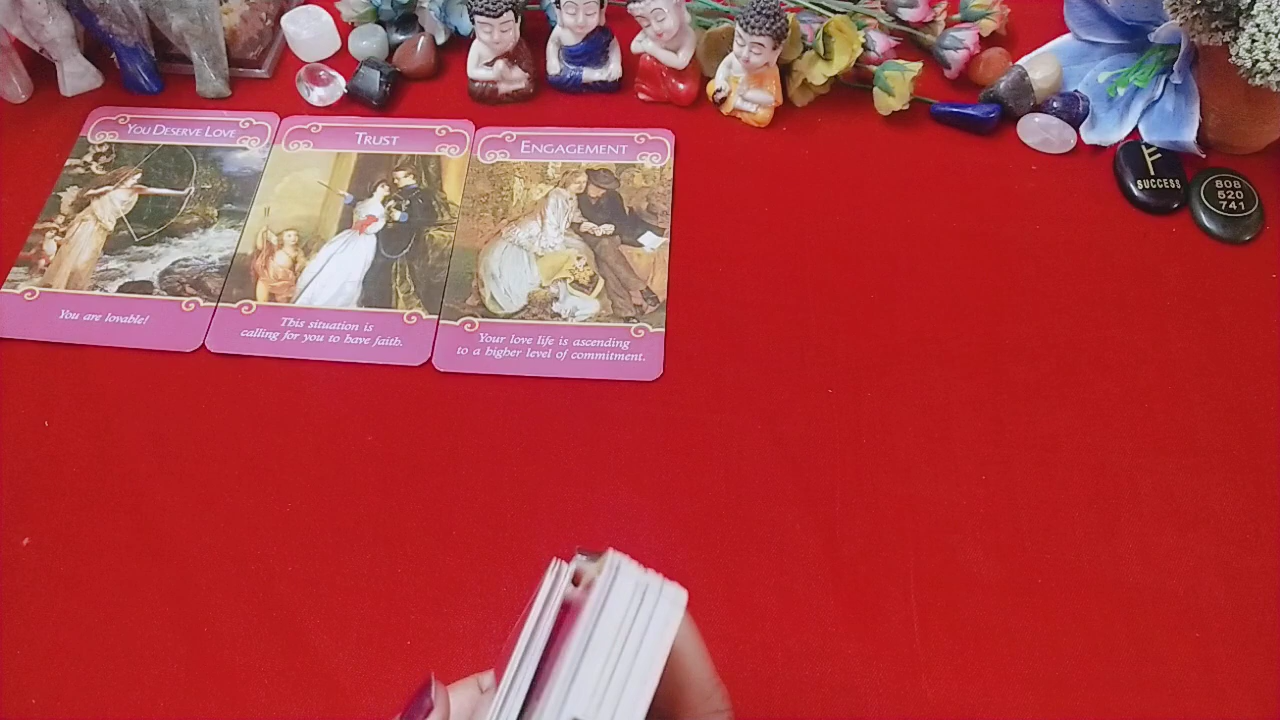 YOU DESERVE LOVE
You are lovable!
TRUST
This situation is
calling for you to have faith.
ENGAGEMENT
Your love life is ascending
to a higher level of commitment.
SUCCESS
808
520
741